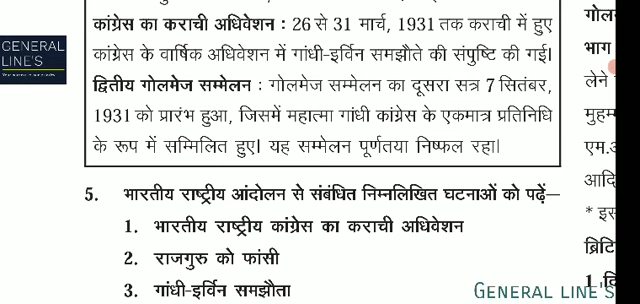 कांग्रेस का कराची अधिवेशन : 26 से 31 मार्च, 1931 तक कराची में हुए
कांग्रेस के वार्षिक अधिवेशन में गांधी-इर्विन समझौते की संपुष्टि की गई।
द्वितीय गोलमेज सम्मेलन : गोलमेज सम्मेलन का दूसरा सत्र 7 सितंबर,
1931 को प्रारंभ हुआ, जिसमें महात्मा गांधी कांग्रेस के एकमात्र प्रतिनिधि
के रूप में सम्मिलित हुए। यह सम्मेलन पूर्णतया निष्फल रहा।
5. भारतीय राष्ट्रीय आंदोलन से संबंधित निम्नलिखित घटनाओं को पढ़ें—
1. भारतीय राष्ट्रीय कांग्रेस का कराची अधिवेशन
2. राजगुरु को फांसी
3. गांधी-इर्विन समझौता
GENERAL
LINE'S
गोल
भाग
लेने
मुहम्म
एम.अ
आदि
* इस
ब्रिटि
GENERAL LINE'S